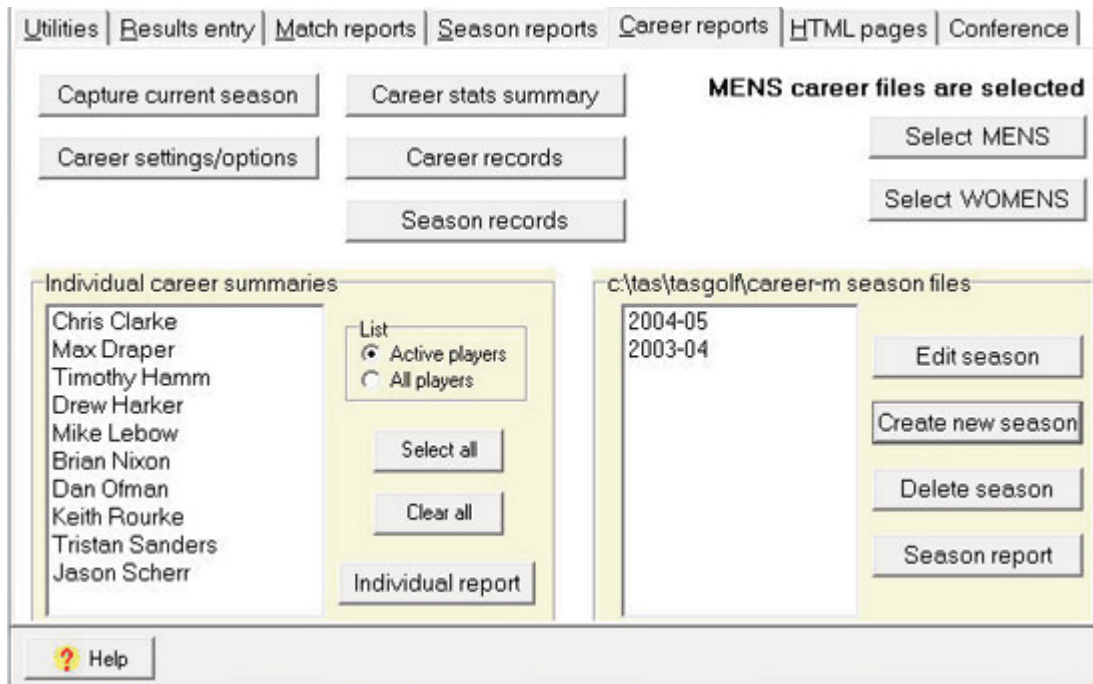 Utilities Results entry Match reports Season reports Career reports HTML pages Conference
Capture current season
Career stats summary
MENS career files are selected
Career settings/options
Career records
Select MENS
Season records
Select WOMENS
Individual career summaries
Chris Clarke
Max Draper
Timothy Hamm
Drew Harker
Mike Lebow
Brian Nixon
Dan Ofman
Keith Rourke
Tristan Sanders
Jason Scherr
List
Active players
All players
Select all
Clear all
Individual report
c:\tas\tasgolf\career-m season files
2004-05
2003-04
Edit season
Create new season
Delete season
Season report
? Help